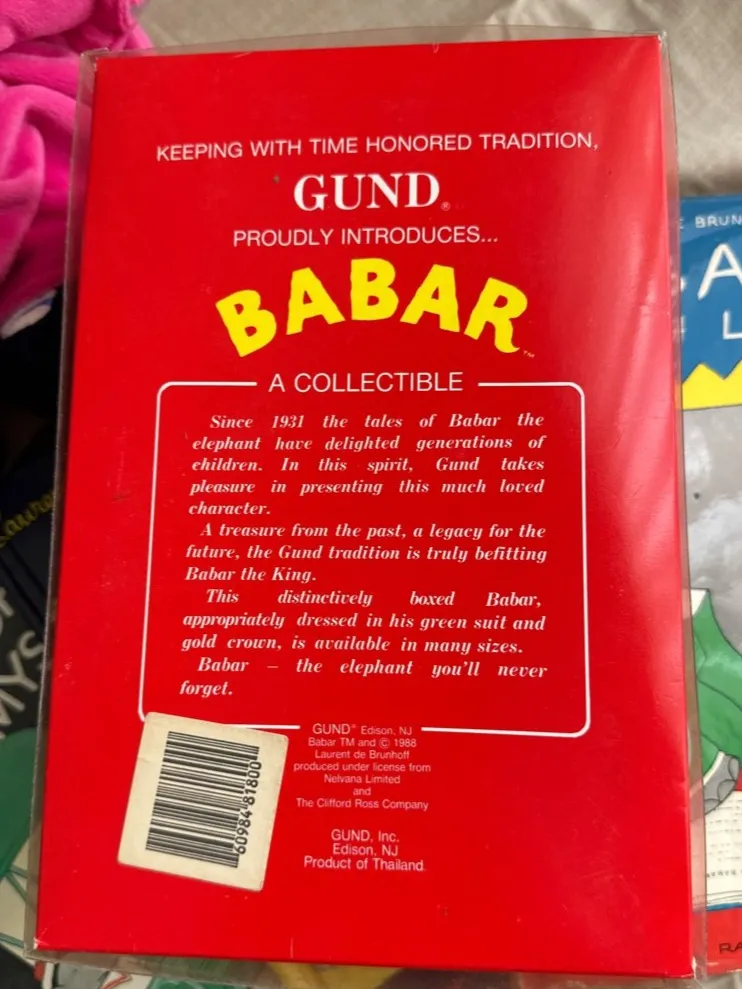 KEEPING WITH TIME HONORED TRADITION,
GUND®
PROUDLY INTRODUCES...
BABAR™
A COLLECTIBLE
Since 1931 the tales of Babar the
elephant have delighted generations of
children. In this spirit, Gund takes
pleasure in presenting this much loved
character.
A treasure from the past, a legacy for the
future, the Gund tradition is truly befitting
Babar the King.
This distinctively boxed Babar,
appropriately dressed in his green suit and
gold crown, is available in many sizes.
Babar – the elephant you'll never
forget.
GUND® Edison, NJ
Babar TM and © 1988
Laurent de Brunhoff
produced under license from
Nelvana Limited
and
The Clifford Ross Company
GUND, Inc.
Edison, NJ
Product of Thailand.
60984 81800
BRUN
A
L
RA
MYS